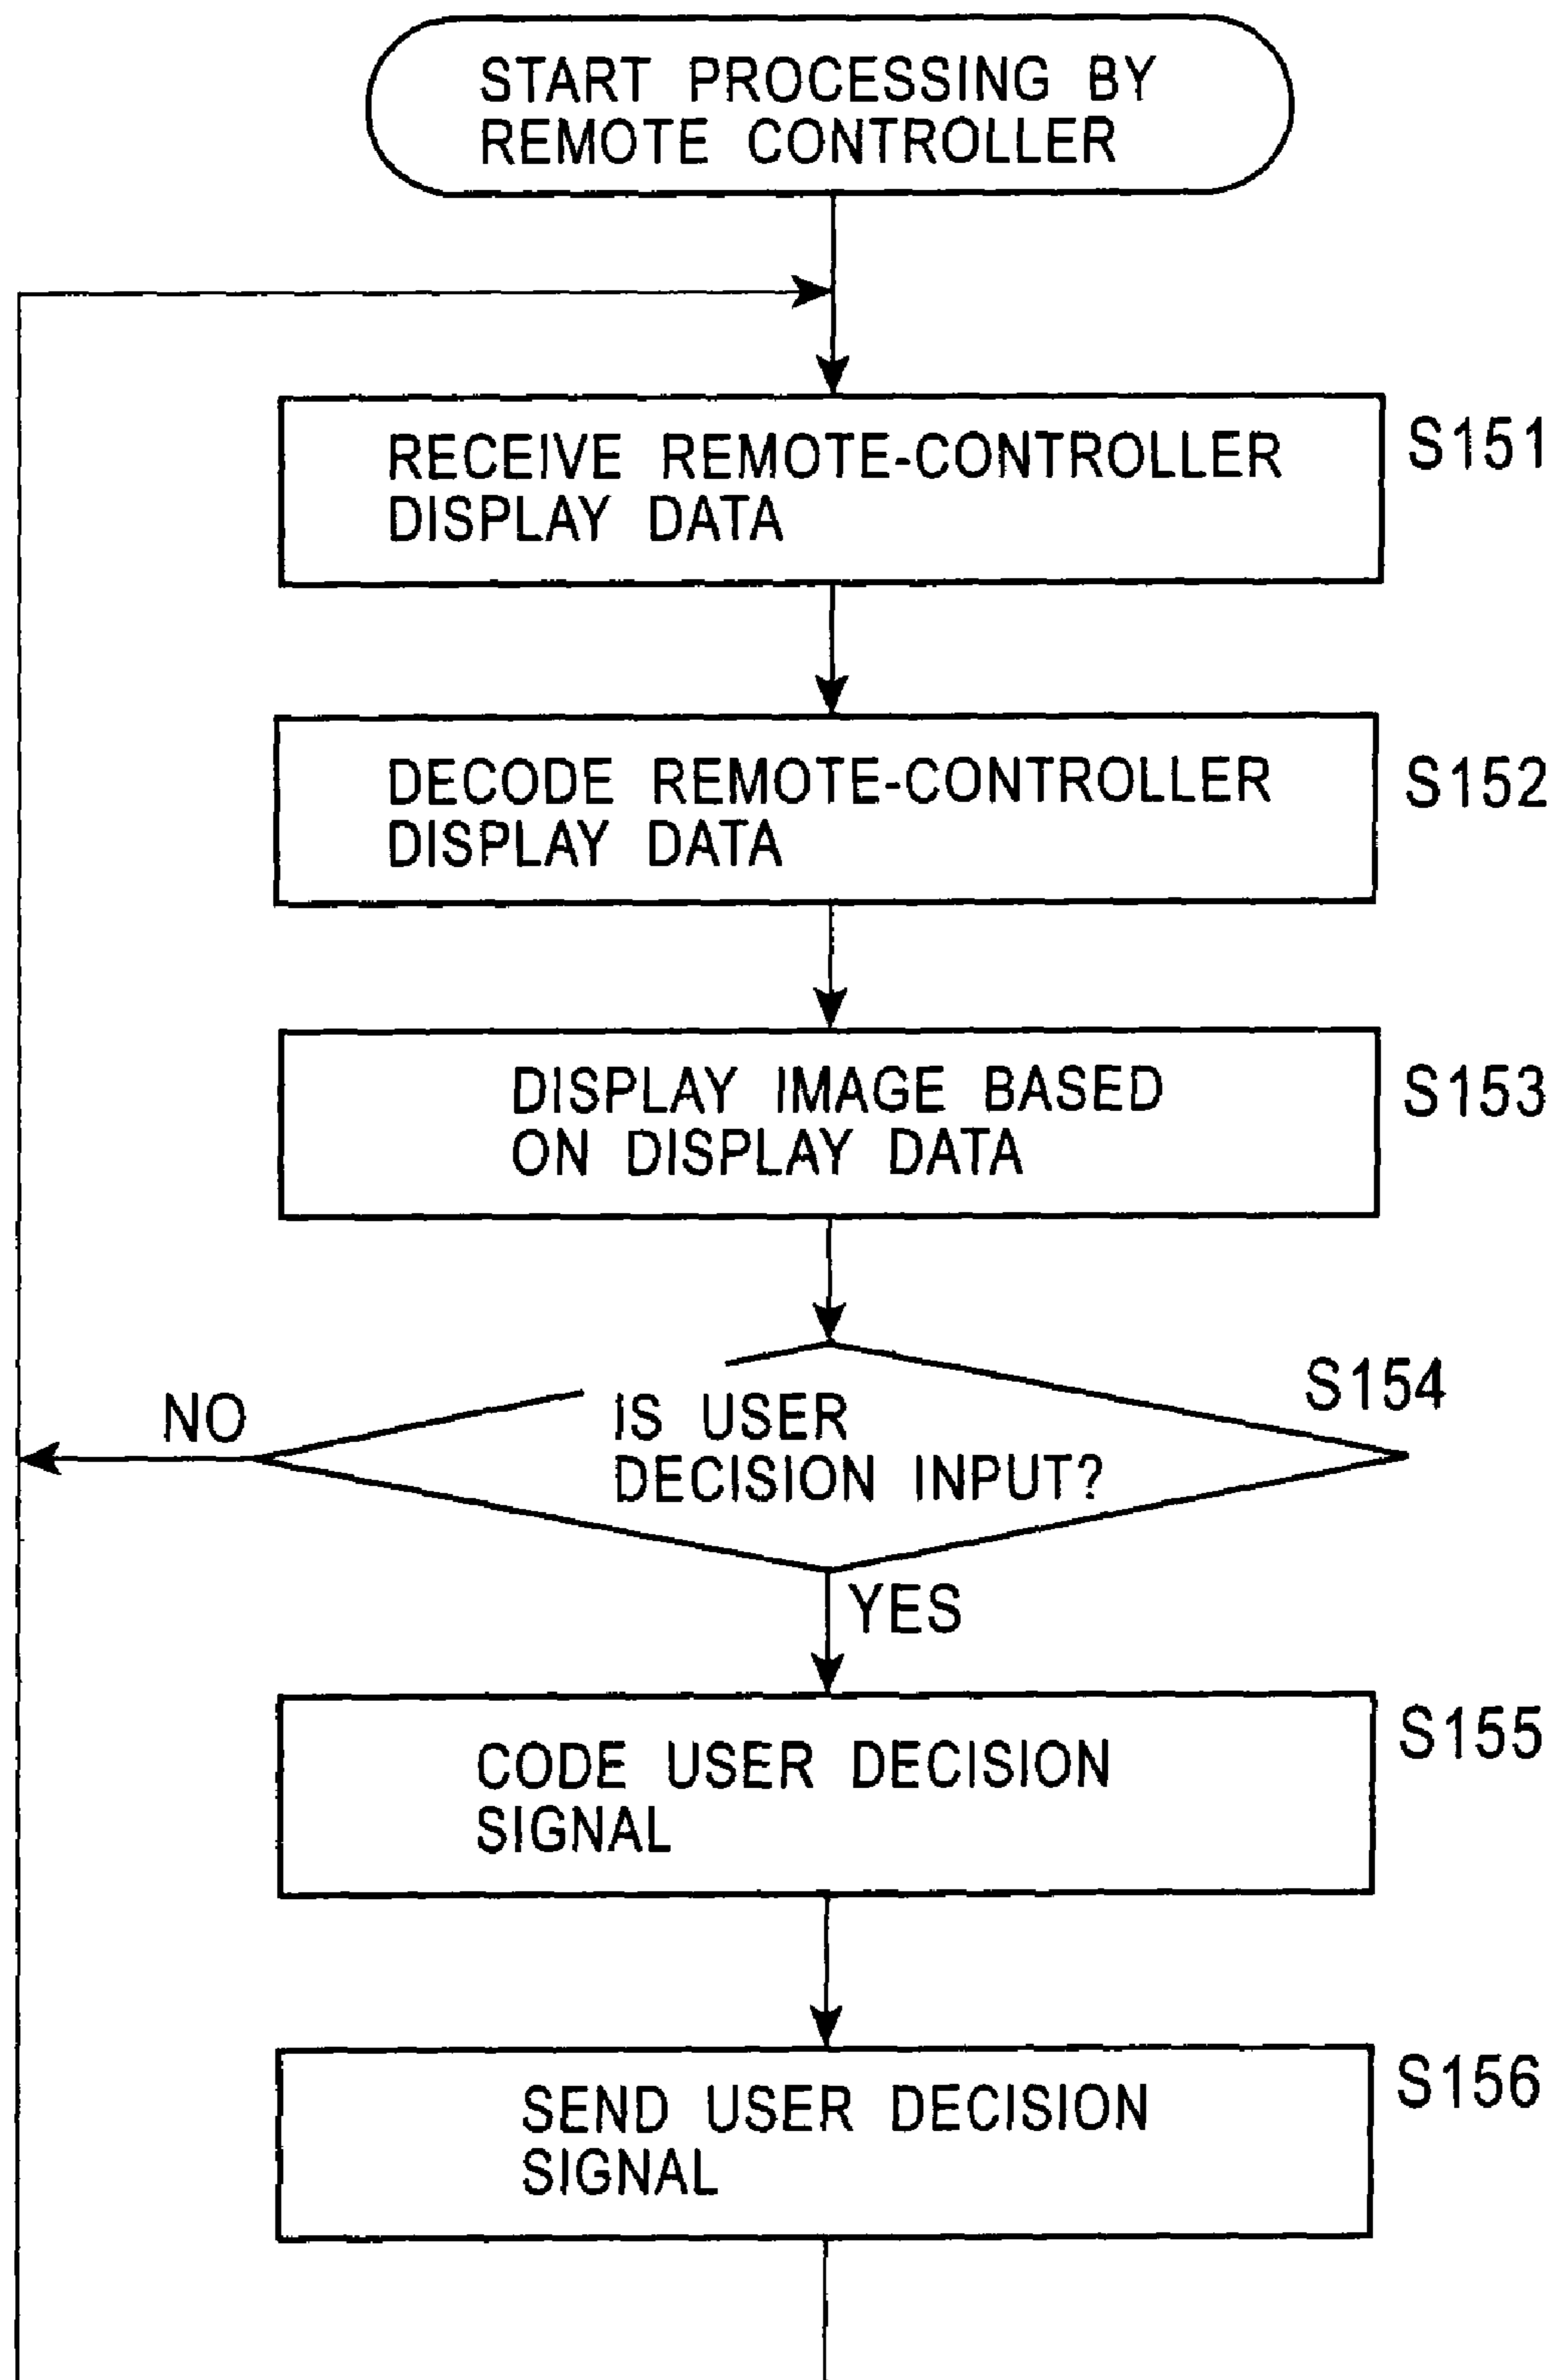 START PROCESSING BY
REMOTE CONTROLLER
RECEIVE REMOTE-CONTROLLER
DISPLAY DATA
S151
DECODE REMOTE-CONTROLLER
DISPLAY DATA
S152
DISPLAY IMAGE BASED
ON DISPLAY DATA
S153
S154
NO
IS USER
DECISION INPUT?
YES
CODE USER DECISION
SIGNAL
S155
SEND USER DECISION
SIGNAL
S156